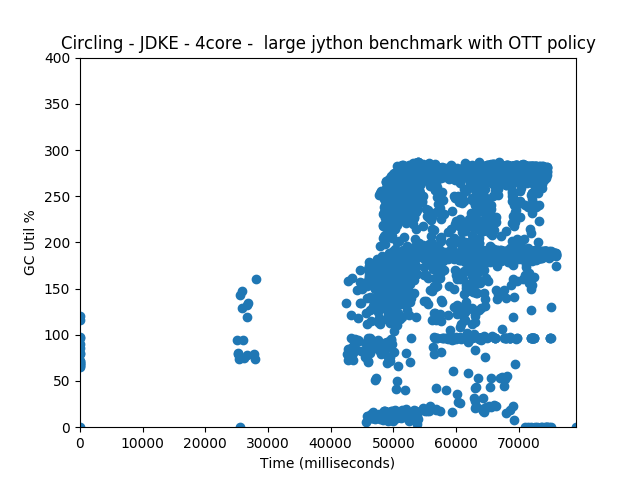 Circling - JDKE - 4core -  large jython benchmark with OTT policy
400
350
300
250
200
150
100
50
0
GC Util %
0 10000 20000 30000 40000 50000 60000 70000
Time (milliseconds)